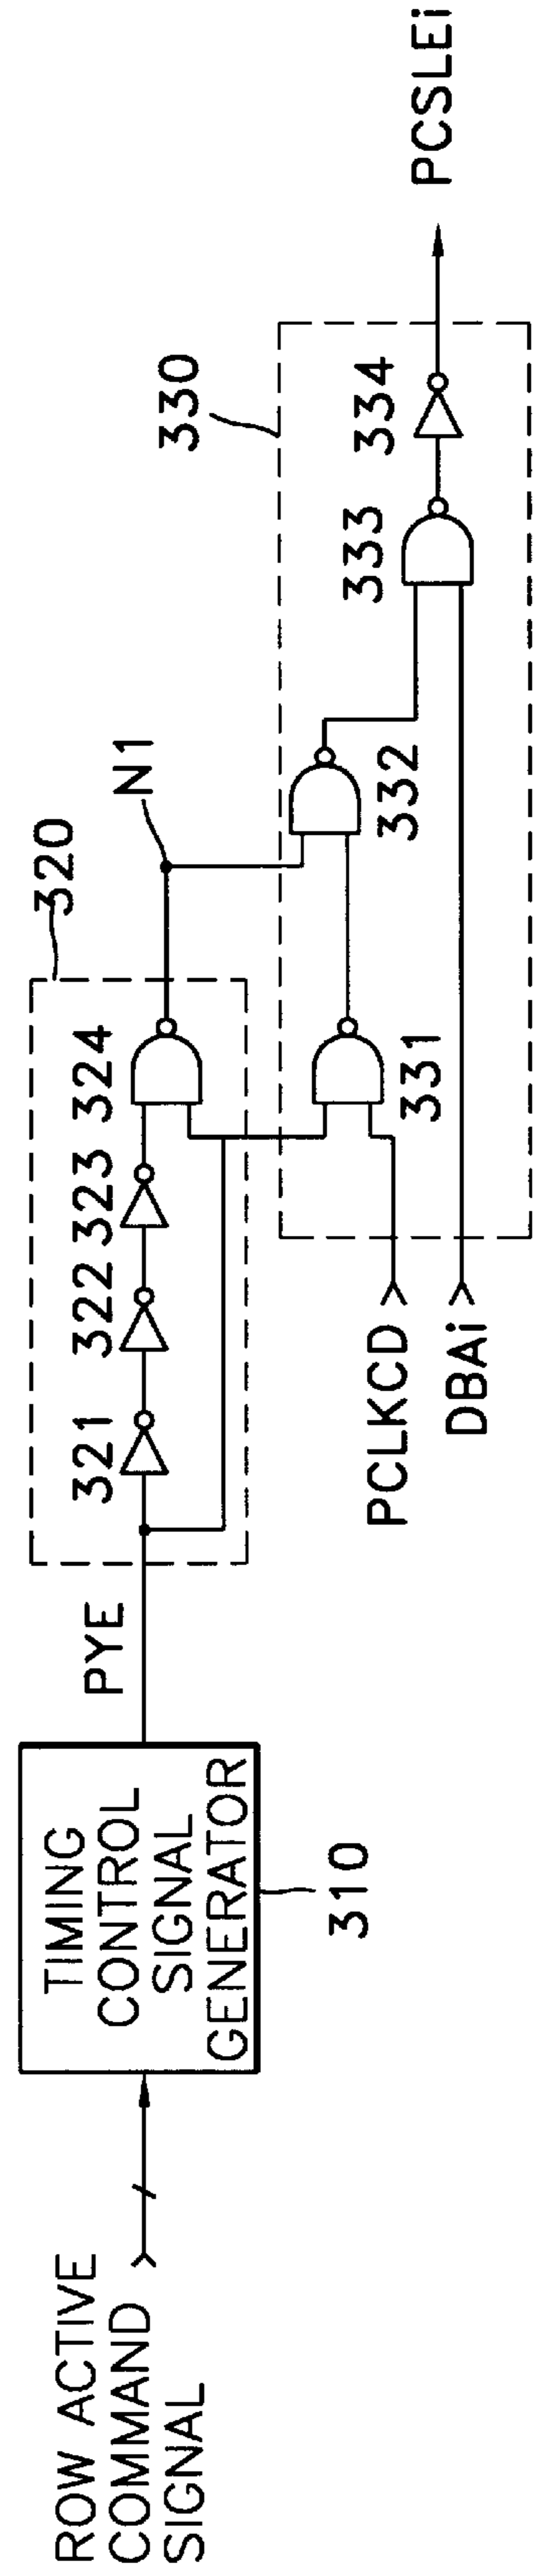 ROW ACTIVE
COMMAND
SIGNAL
TIMING
CONTROL
SIGNAL
GENERATOR
310
PYE
320
321
322
323
324
N1
330
331
332
333
334
PCLKCD
DBAi
PCSLEi